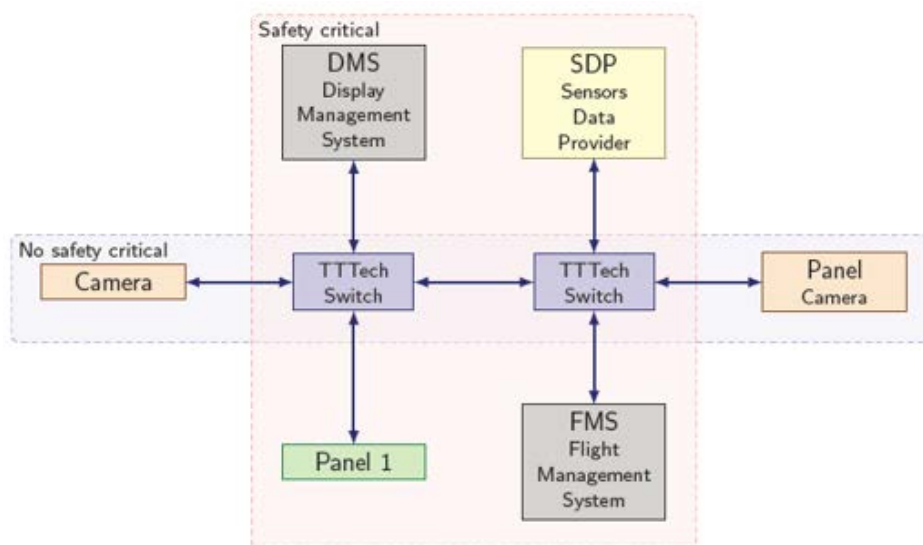 Safety critical
DMS
Display
Management
System
SDP
Sensors
Data
Provider
No safety critical
Camera
TTTech
Switch
TTTech
Switch
Panel
Camera
Panel 1
FMS
Flight
Management
System